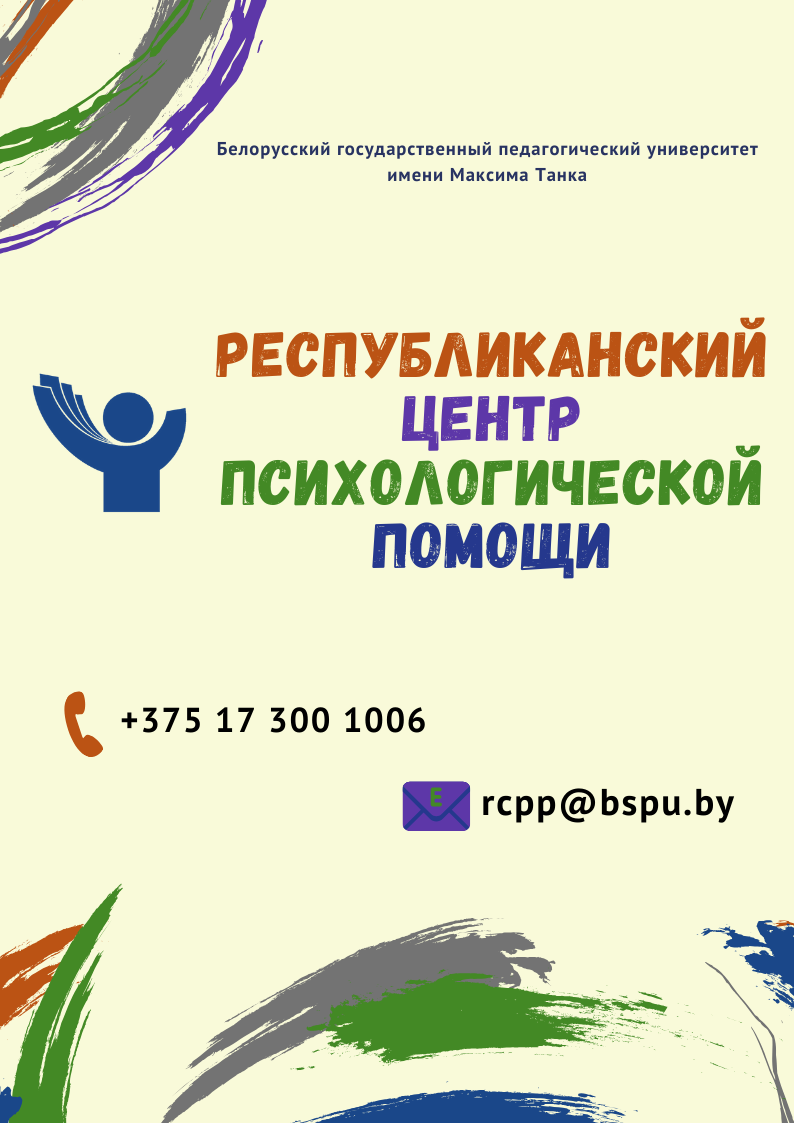 Белорусский государственный педагогический университет
имени Максима Танка
РЕСПУБЛИКАНСКИЙ
ЦЕНТР
ПСИХОЛОГИЧЕСКОЙ
ПОМОЩИ
+375 17 300 1006
E
rcpp@bspu.by